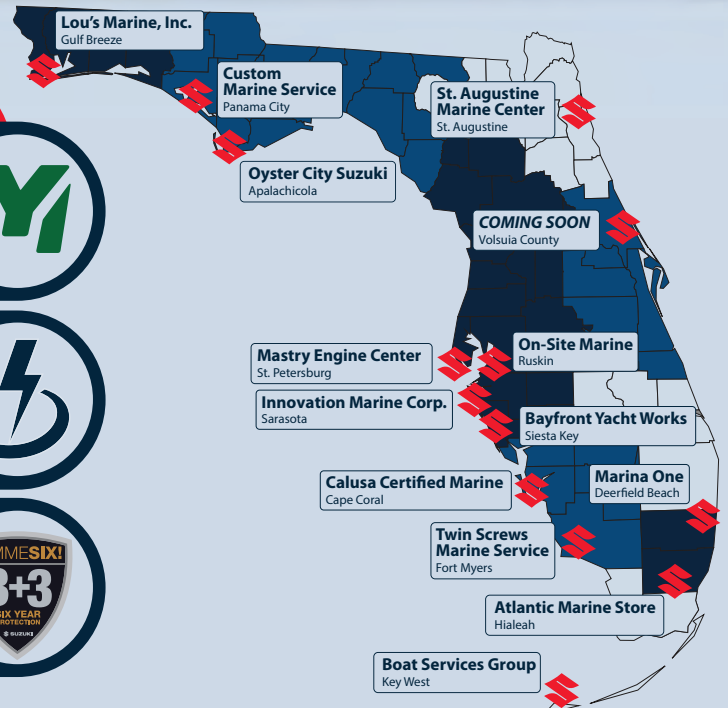 Lou's Marine, Inc.
Gulf Breeze
Custom
Marine Service
Panama City
St. Augustine
Marine Center
St. Augustine
Oyster City Suzuki
Apalachicola
COMING SOON
Volsuia County
On-Site Marine
Ruskin
Mastry Engine Center
St. Petersburg
Innovation Marine Corp.
Sarasota
Bayfront Yacht Works
Siesta Key
Calusa Certified Marine
Cape Coral
Marina One
Deerfield Beach
Twin Screws
Marine Service
Fort Myers
Atlantic Marine Store
Hialeah
Boat Services Group
Key West
Y
MMESIX!
3+3
SIX YEAR
PROTECTION
SUZUKI